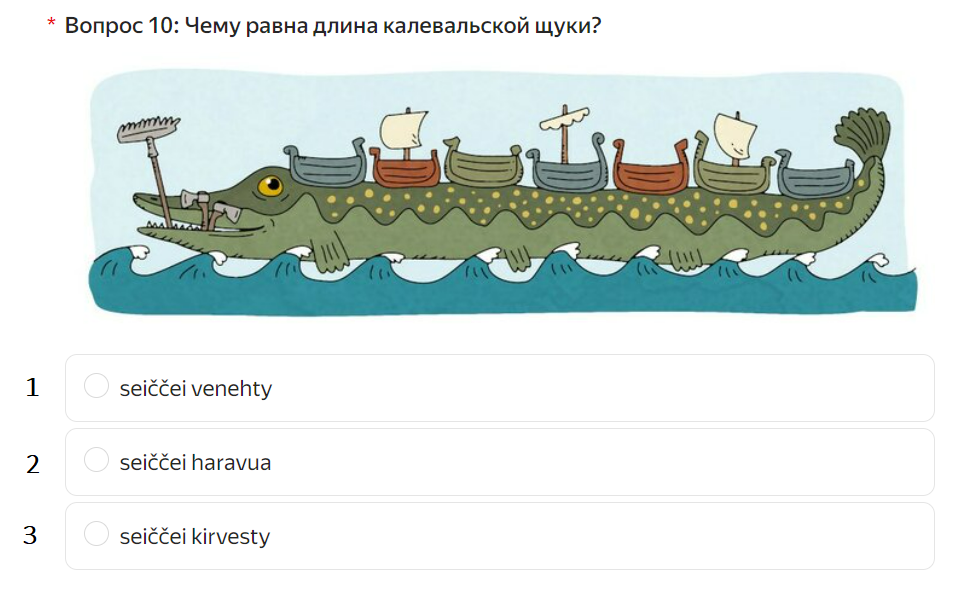 * Вопрос 10: Чему равна длина калевальской щуки?
1 seiččei venehty
2 seiččei haravua
3 seiččei kirvesty